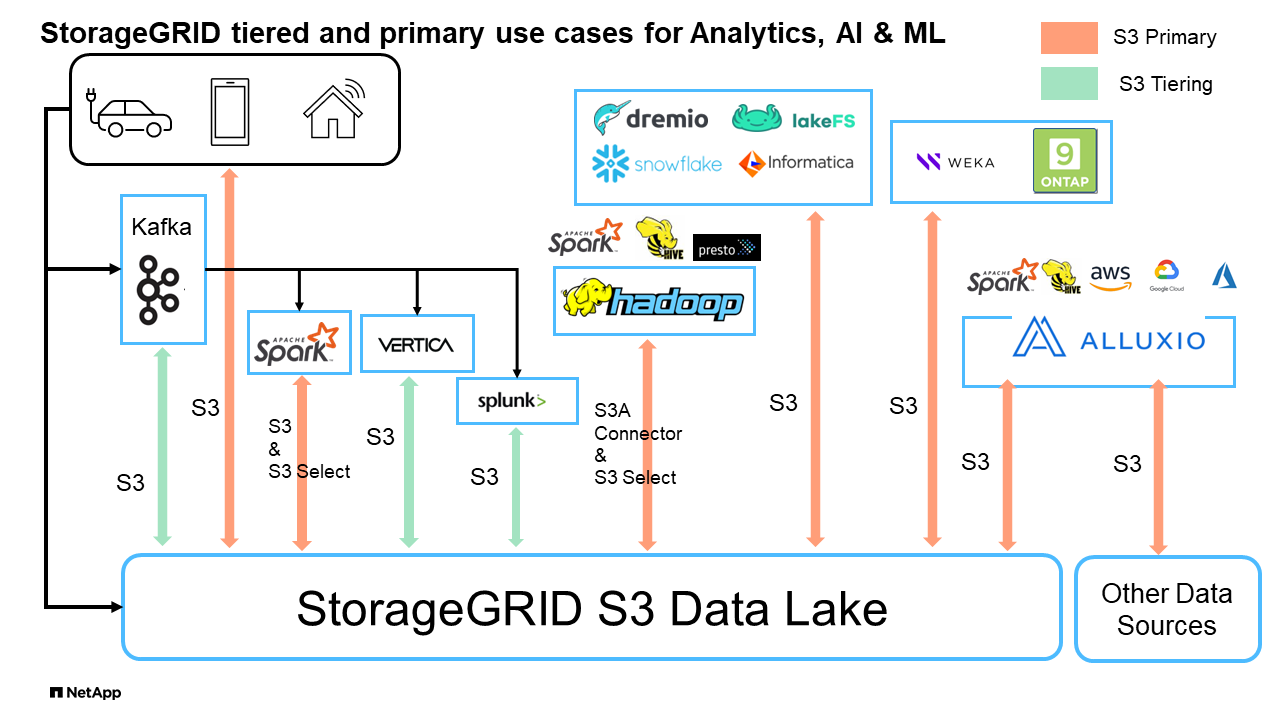 StorageGRID tiered and primary use cases for Analytics, AI & ML
S3 Primary
S3 Tiering
dremio
lakeFS
snowflake
Informatica
WEKA
9
ONTAP
Kafka
APACHE
Spark
HIVE
presto
hadoop
APACHE
Spark
HIVE
aws
Google Cloud
ALLUXIO
APACHE
Spark
VERTICA
splunk>
S3
S3
S3
&
S3 Select
S3
S3
S3A
Connector
&
S3 Select
S3
S3
S3
S3
StorageGRID S3 Data Lake
Other Data
Sources
NetApp